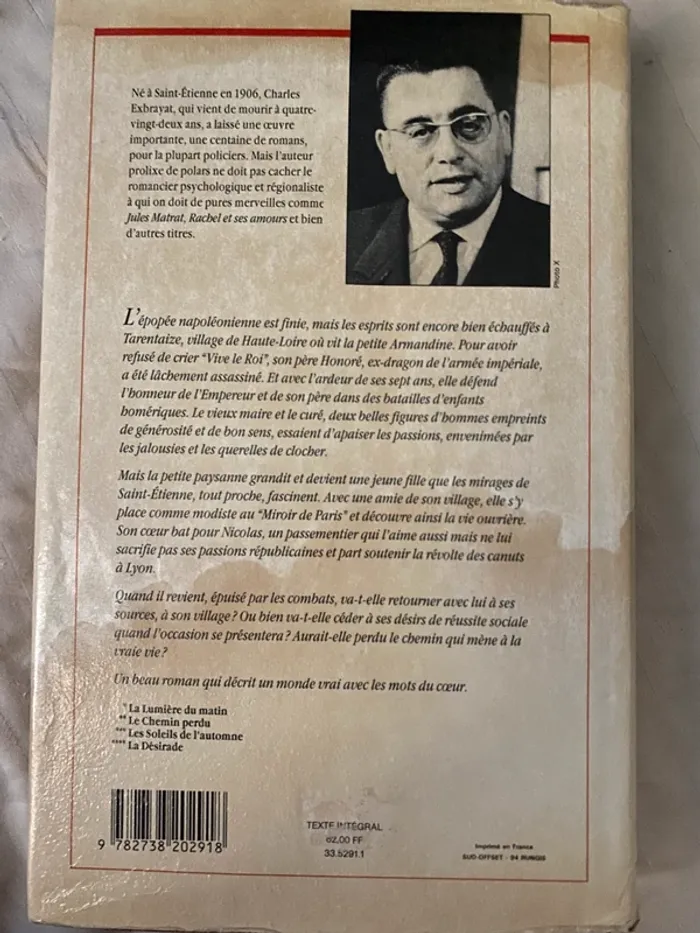 Né à Saint-Étienne en 1906, Charles
Exbrayat, qui vient de mourir à quatre-
vingt-deux ans, a laissé une œuvre
importante, une centaine de romans,
pour la plupart policiers. Mais l'auteur
prolixe de polars ne doit pas cacher le
romancier psychologique et régionaliste
à qui on doit de pures merveilles comme
Jules Matrat, Rachel et ses amours et bien
d'autres titres.
Photo X
L'épopée napoléonienne est finie, mais les esprits sont encore bien échauffés à
Tarentaize, village de Haute-Loire où vit la petite Armandine. Pour avoir
refusé de crier "Vive le Roi", son père Honoré, ex-dragon de l'armée impériale,
a été lâchement assassiné. Et avec l'ardeur de ses sept ans, elle défend
l'honneur de l'Empereur et de son père dans des batailles d'enfants
homériques. Le vieux maire et le curé, deux belles figures d'hommes empreints
de générosité et de bon sens, essaient d'apaiser les passions, envenimées par
les jalousies et les querelles de clocher.
Mais la petite paysanne grandit et devient une jeune fille que les mirages de
Saint-Étienne, tout proche, fascinent. Avec une amie de son village, elle s'y
place comme modiste au "Miroir de Paris" et découvre ainsi la vie ouvrière.
Son cœur bat pour Nicolas, un passementier qui l'aime aussi mais ne lui
sacrifie pas ses passions républicaines et part soutenir la révolte des canuts
à Lyon.
Quand il revient, épuisé par les combats, va-t-elle retourner avec lui à ses
sources, à son village ? Ou bien va-t-elle céder à ses désirs de réussite sociale
quand l'occasion se présentera ? Aurait-elle perdu le chemin qui mène à la
vraie vie ?
Un beau roman qui décrit un monde vrai avec les mots du cœur.
* La Lumière du matin
** Le Chemin perdu
*** Les Soleils de l'automne
**** La Désirade
9 782738 202918
TEXTE INTÉGRAL
62,00 FF
33.5291.1
Imprimé en France
SUD-OFFSET - 94 RUNGIS